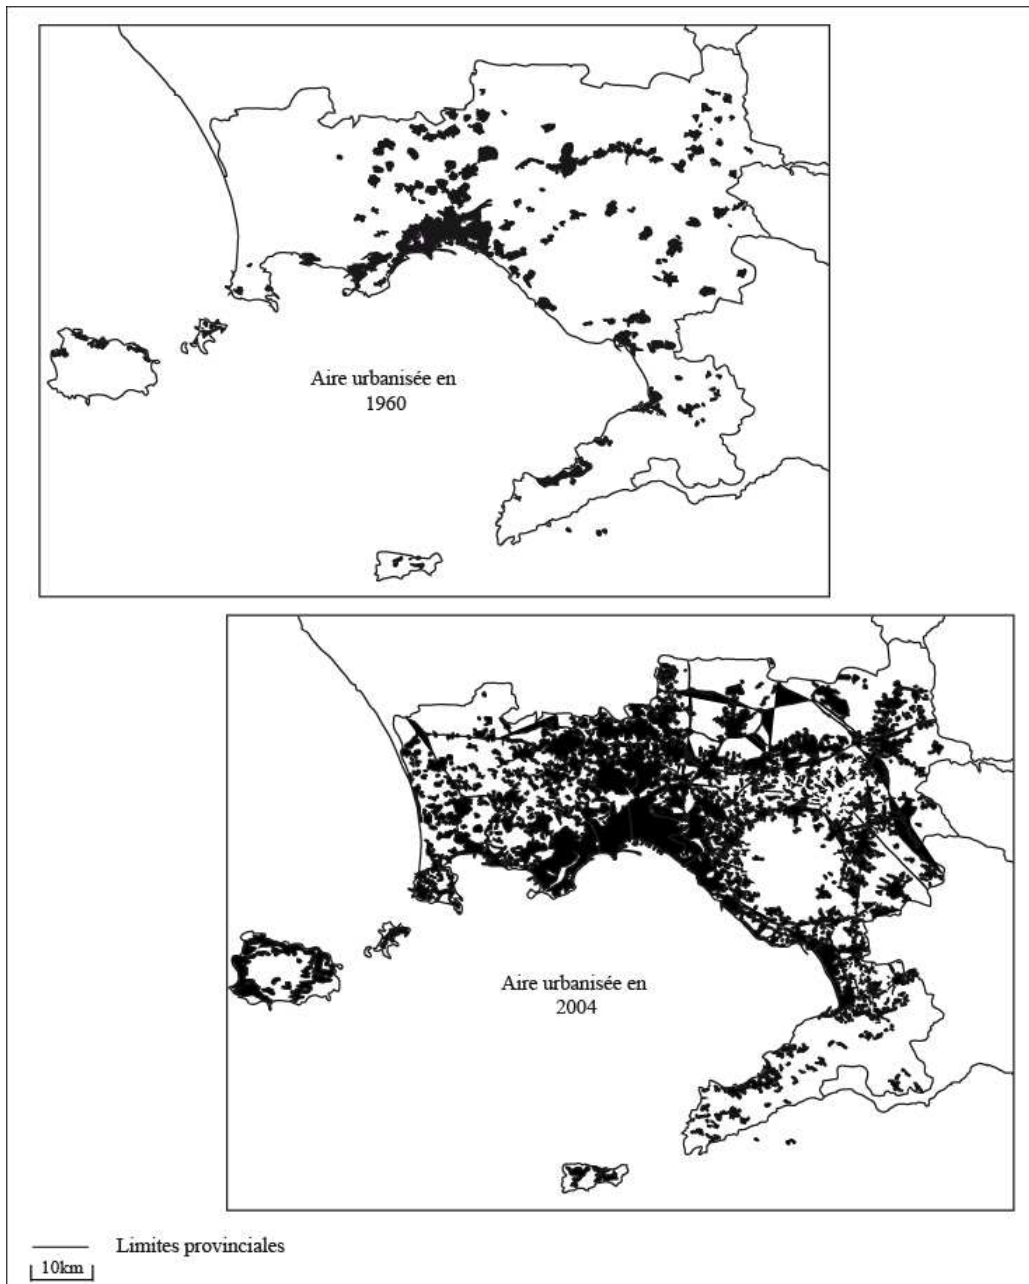 Aire urbanisée en
1960
Aire urbanisée en
2004
Limites provinciales
10km